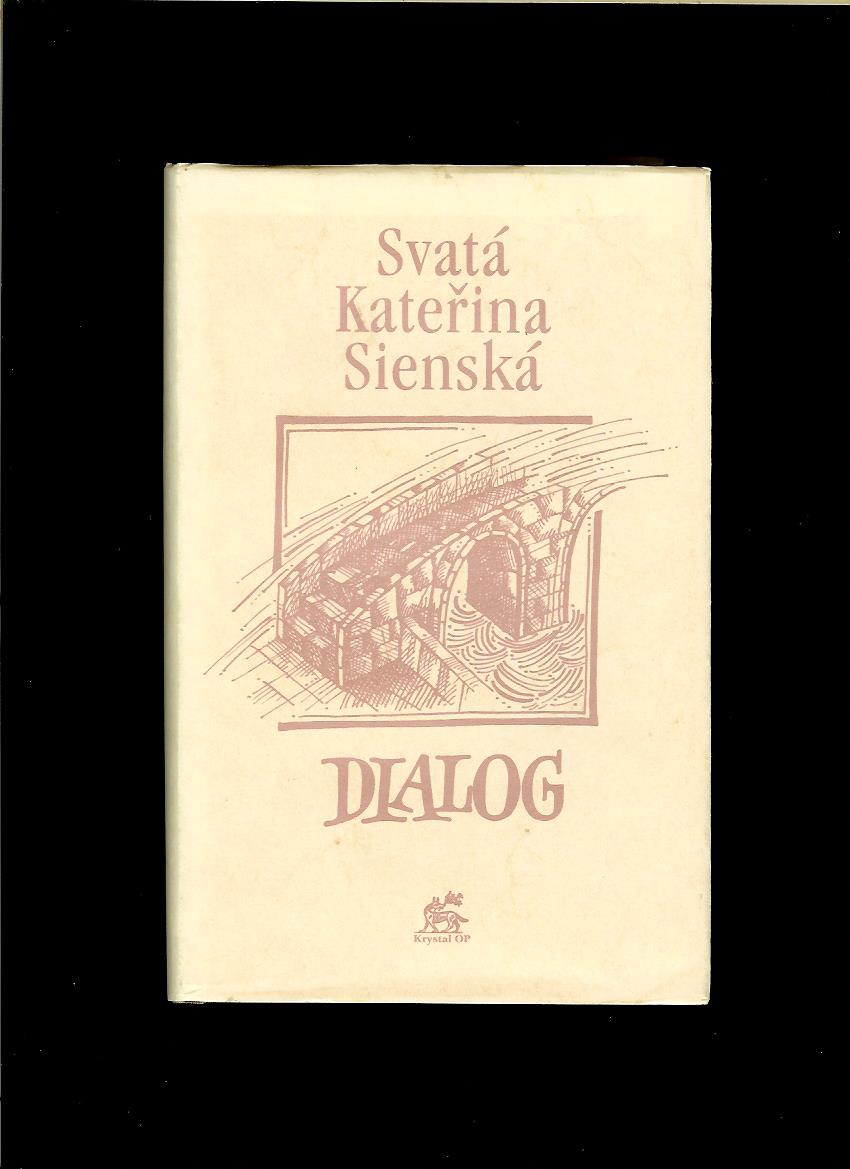 Svatá
Kateřina
Sienská
DIALOG
Krystal OP